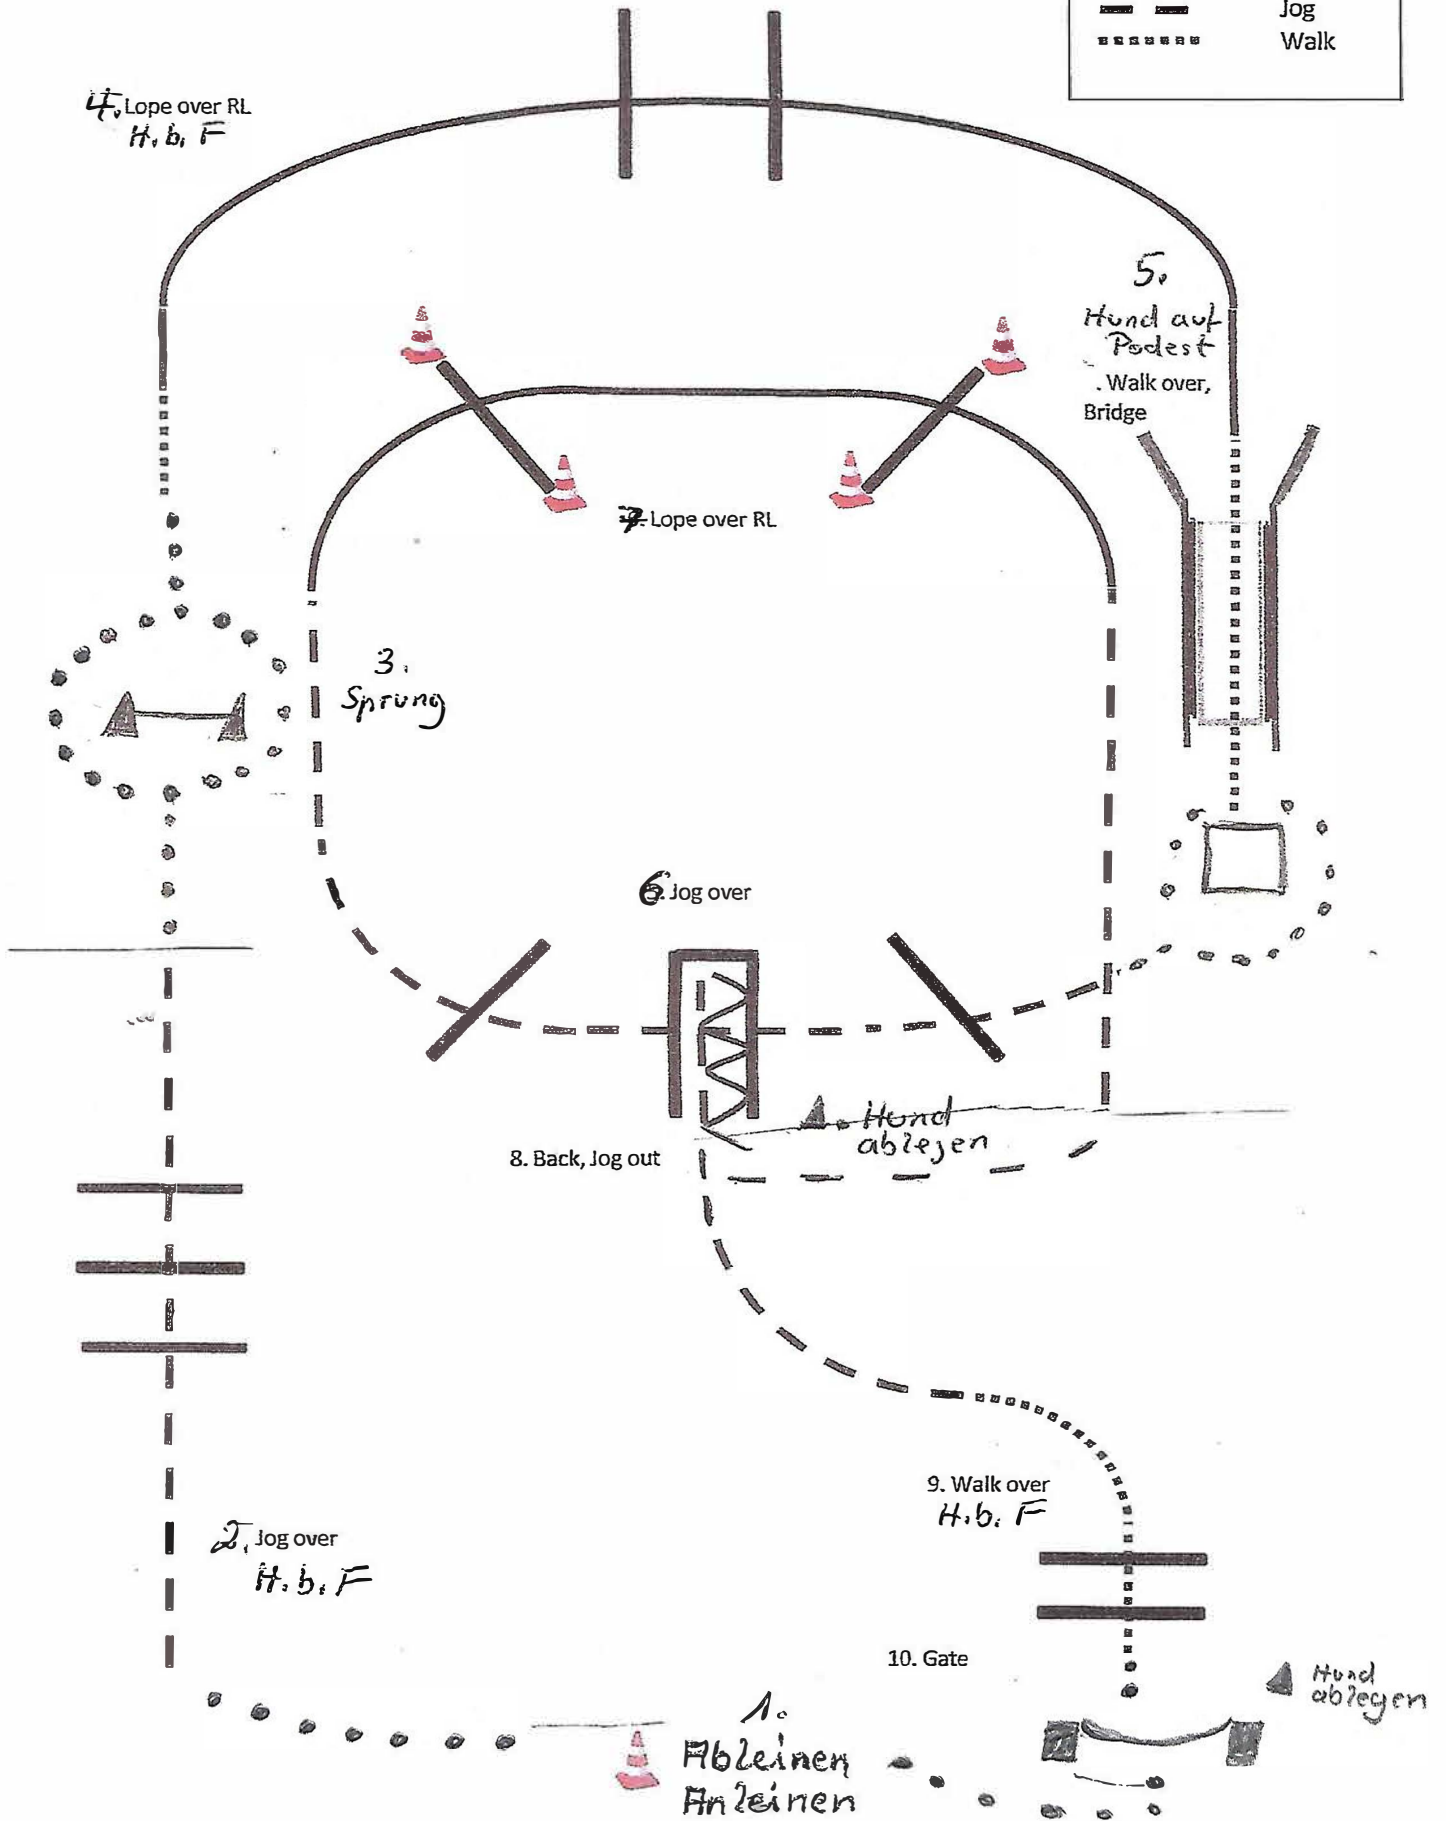 Jog
Walk
4. Lope over RL
H. b. F
5.
Hund auf
Podest
. Walk over,
Bridge
7. Lope over RL
3.
Sprung
6. Jog over
Hund
ablegen
8. Back, Jog out
9. Walk over
H. b. F
2. Jog over
H. b. F
10. Gate
Hund
ablegen
1.
Ableinen
Anleinen